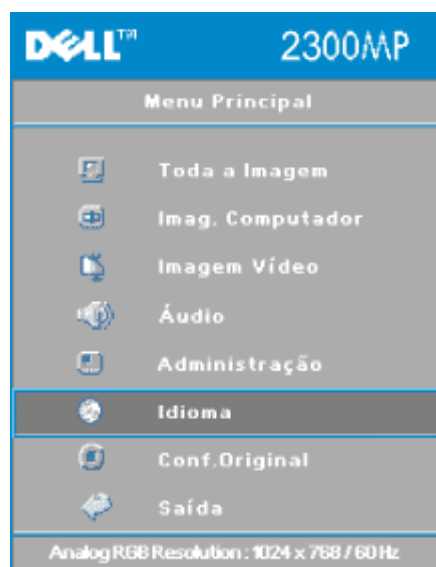 DELL™ 2300MP
Menu Principal
Toda a Imagem
Imag. Computador
Imagem Vídeo
Áudio
Administração
Idioma
Conf.Original
Saída
Analog RGB Resolution : 1024 x 768 / 60 Hz